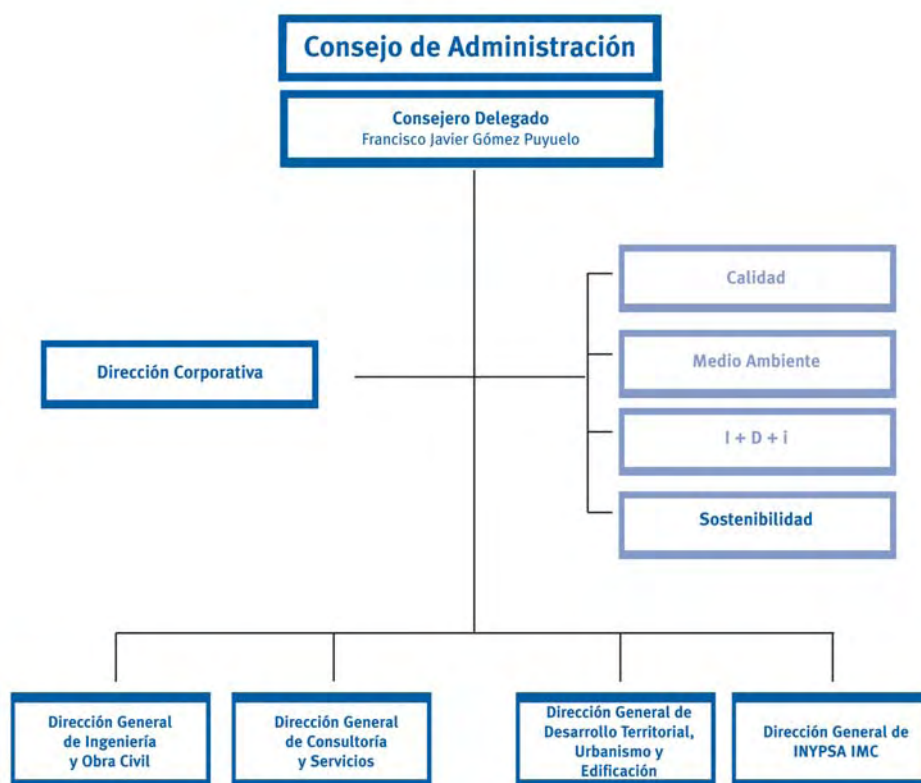 Consejo de Administración
Consejero Delegado
Francisco Javier Gómez Puyuelo
Calidad
Dirección Corporativa
Medio Ambiente
I + D + i
Sostenibilidad
Dirección General
de Ingeniería
y Obra Civil
Dirección General
de Consultoría
y Servicios
Dirección General de
Desarrollo Territorial,
Urbanismo y
Edificación
Dirección General de
INYPSA IMC